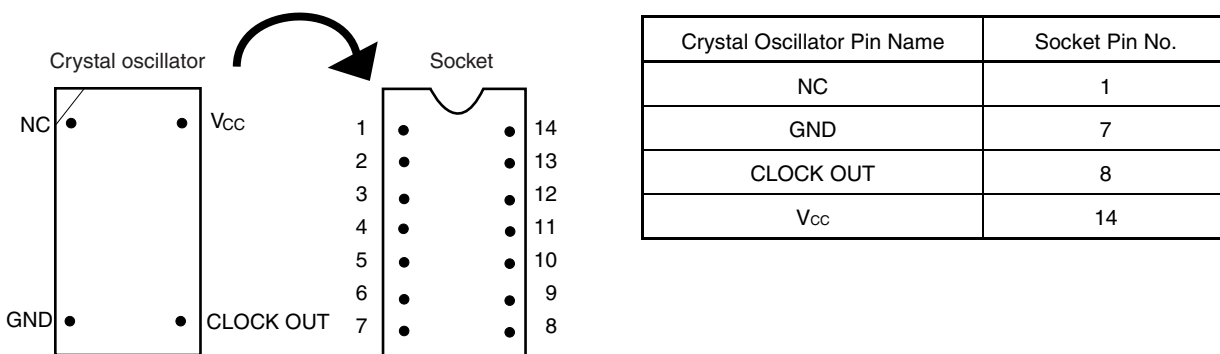 Crystal oscillator
NC
VCC
GND
CLOCK OUT
Socket
1 14
2 13
3 12
4 11
5 10
6 9
7 8
Crystal Oscillator Pin Name Socket Pin No.
NC 1
GND 7
CLOCK OUT 8
VCC 14